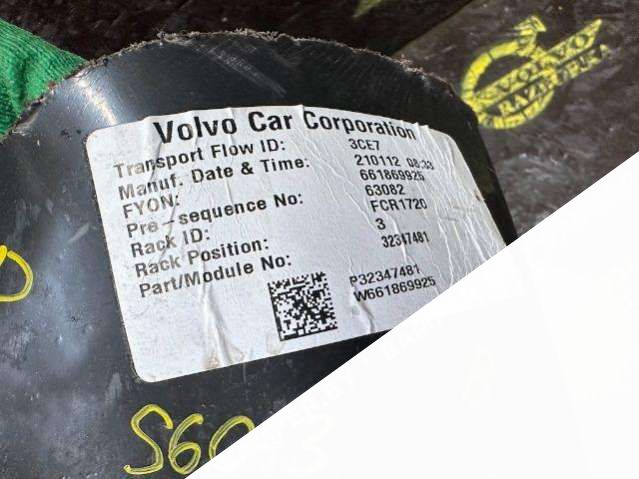 Volvo Car Corporation
Transport Flow ID: 3CE7
Manuf. Date & Time: 210112 08:33
FYON: 661869925
Pre-sequence No: 63082
Rack ID: FCR1720
Rack Position: 3
Part/Module No: 32347481
P32347481
W661869925
VOLVO
S60